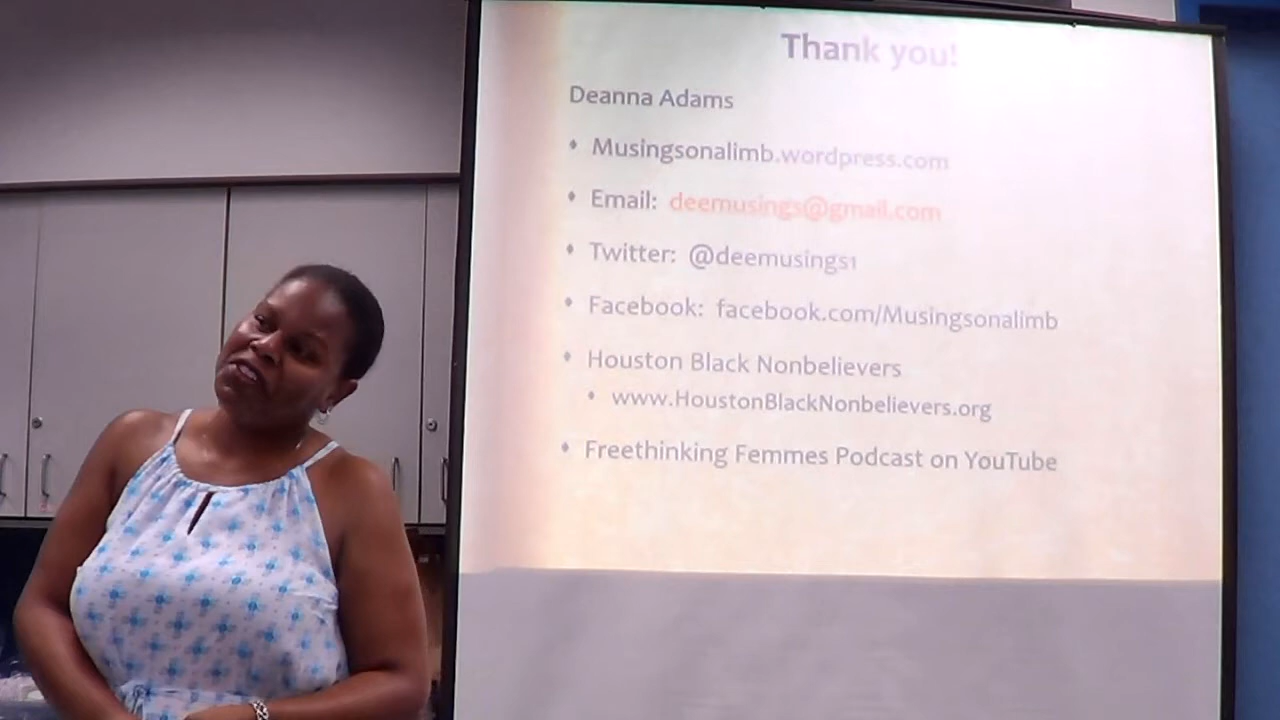 Thank you!
Deanna Adams
• Musingsonalimb.wordpress.com
• Email: deemusings@gmail.com
• Twitter: @deemusings1
• Facebook: facebook.com/Musingsonalimb
• Houston Black Nonbelievers
• www.HoustonBlackNonbelievers.org
• Freethinking Femmes Podcast on YouTube